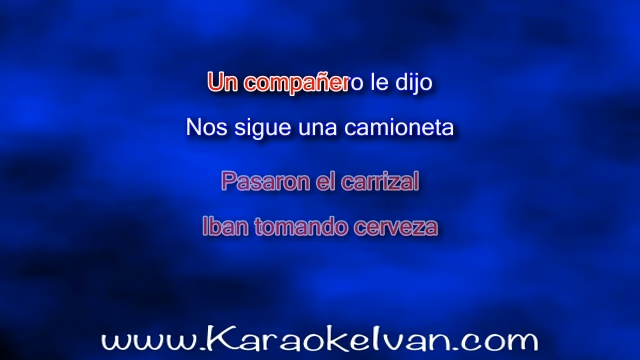 Un compañero le dijo
Nos sigue una camioneta
Pasaron el carrizal
Iban tomando cerveza
www.KaraokeIvan.com